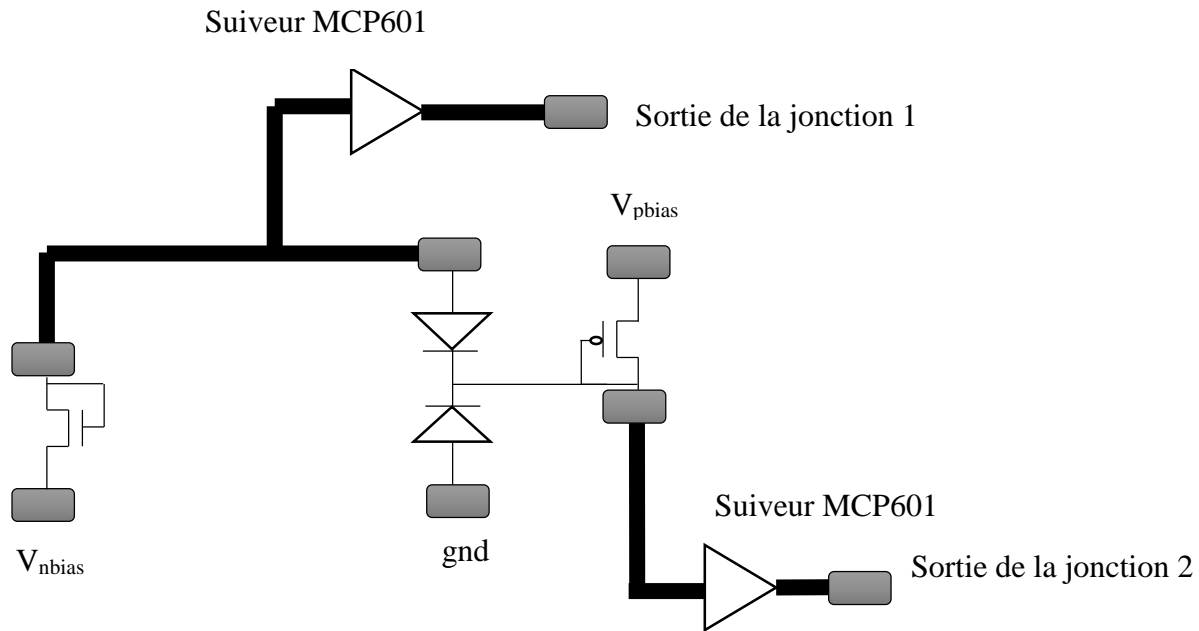 Suiveur MCP601
Sortie de la jonction 1
Vpbias
Vnbias
gnd
Suiveur MCP601
Sortie de la jonction 2